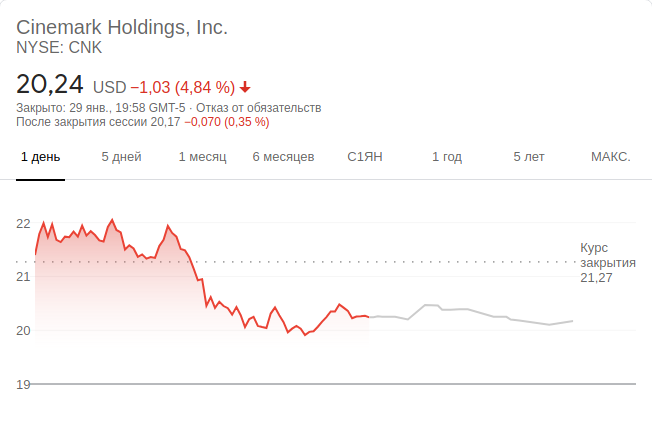 Cinemark Holdings, Inc.
NYSE: CNK
20,24 USD −1,03 (4,84 %)
Закрыто: 29 янв., 19:58 GMT-5 · Отказ от обязательств
После закрытия сессии 20,17 −0,070 (0,35 %)
1 день 5 дней 1 месяц 6 месяцев С1ЯН 1 год 5 лет МАКС.
22
Курс
закрытия
21,27
21
20
19